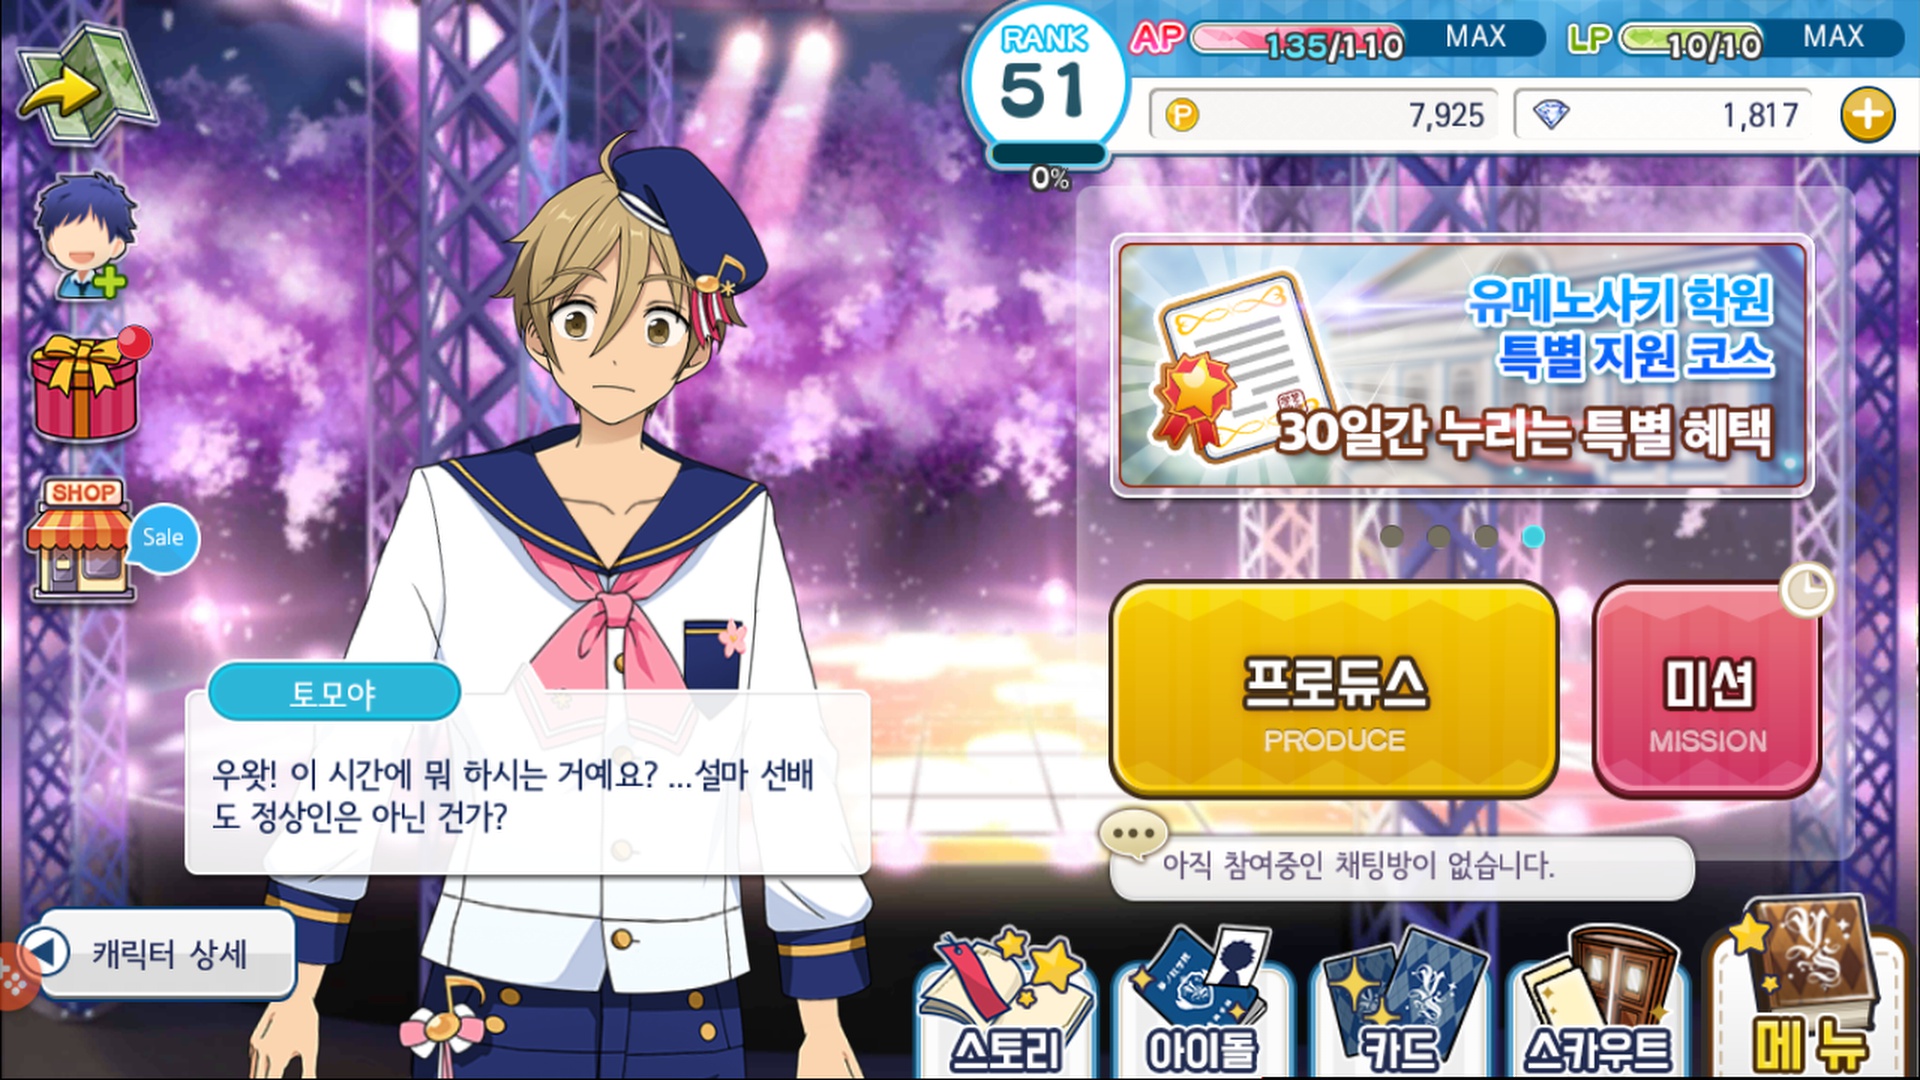 RANK
51
0%
AP
135/110
MAX
LP
10/10
MAX
P
7,925
1,817
SHOP
Sale
유메노사키 학원
특별 지원 코스
30일간 누리는 특별 혜택
프로듀스
PRODUCE
미션
MISSION
토모야
우왓! 이 시간에 뭐 하시는 거예요? ...설마 선배
도 정상인은 아닌 건가?
아직 참여중인 채팅방이 없습니다.
캐릭터 상세
스토리
아이돌
카드
스카우트
메뉴